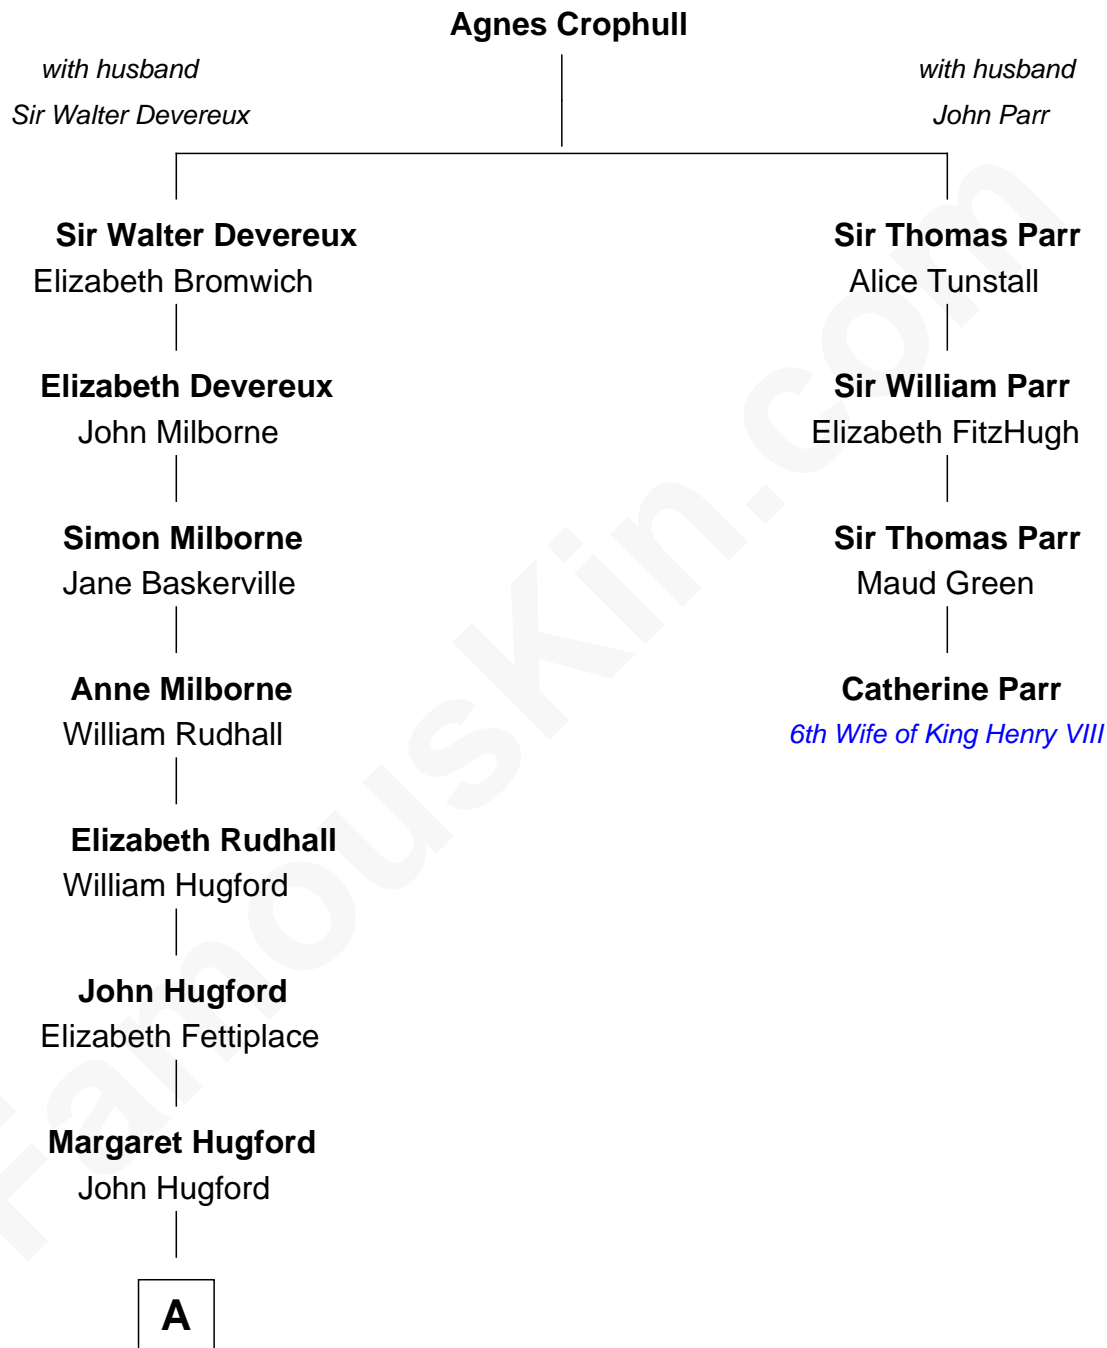 Agnes Crophull
with husband
Sir Walter Devereux
with husband
John Parr
Sir Walter Devereux
Elizabeth Bromwich
Sir Thomas Parr
Alice Tunstall
Elizabeth Devereux
John Milborne
Sir William Parr
Elizabeth FitzHugh
Simon Milborne
Jane Baskerville
Sir Thomas Parr
Maud Green
Anne Milborne
William Rudhall
Catherine Parr
6th Wife of King Henry VIII
Elizabeth Rudhall
William Hugford
John Hugford
Elizabeth Fettiplace
Margaret Hugford
John Hugford
A
FamousKin.com